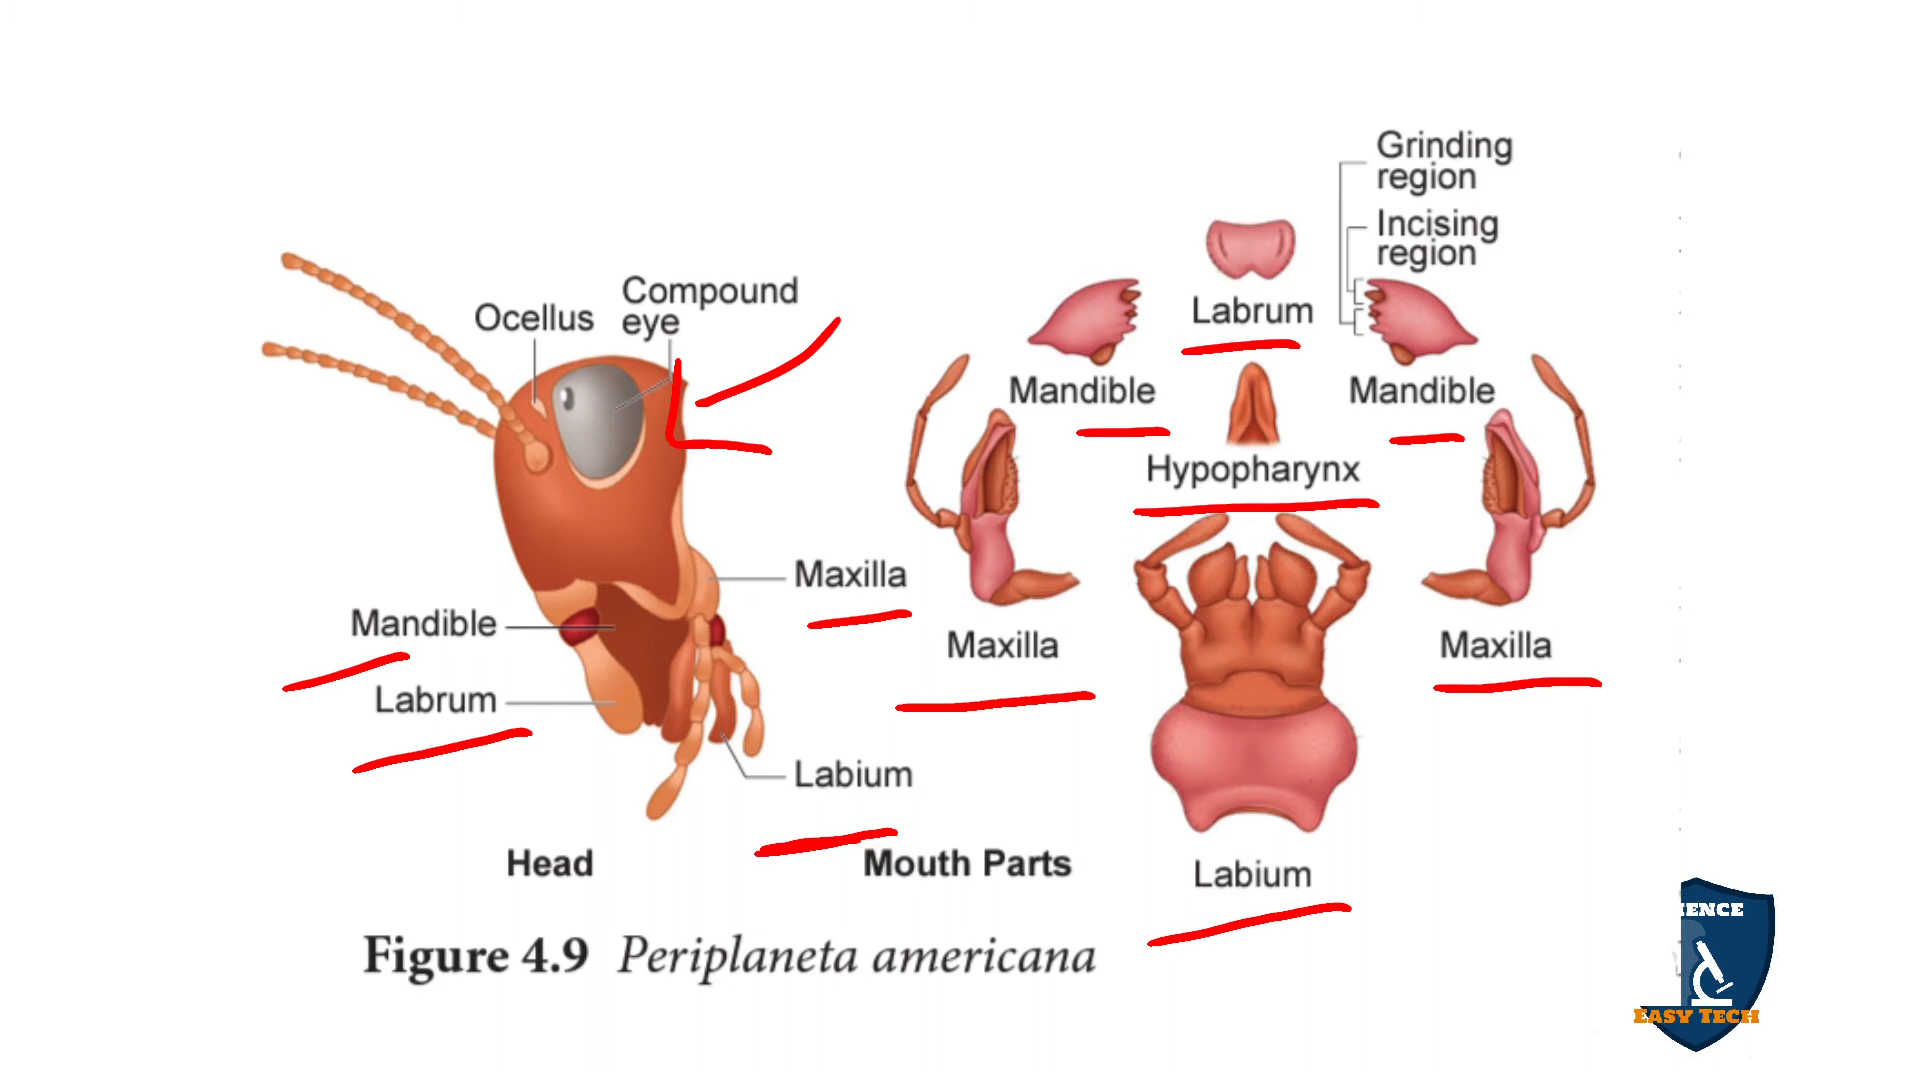 Grinding
region
Incising
region
Compound
eye
Ocellus
Labrum
Mandible
Mandible
Hypopharynx
Maxilla
Mandible
Maxilla
Maxilla
Labrum
Labium
Head
Mouth Parts
Labium
Figure 4.9 Periplaneta americana
IENCE
EASY TECH